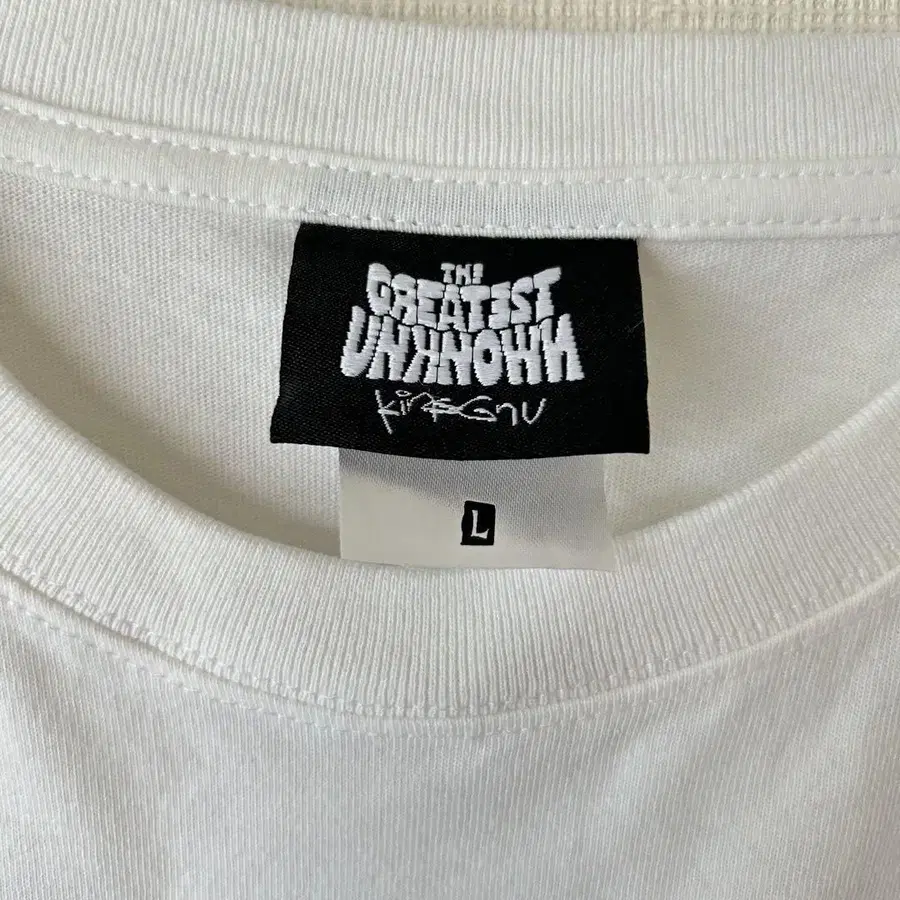 THE
GREATEST
UNKNOWN
King Gnu
L